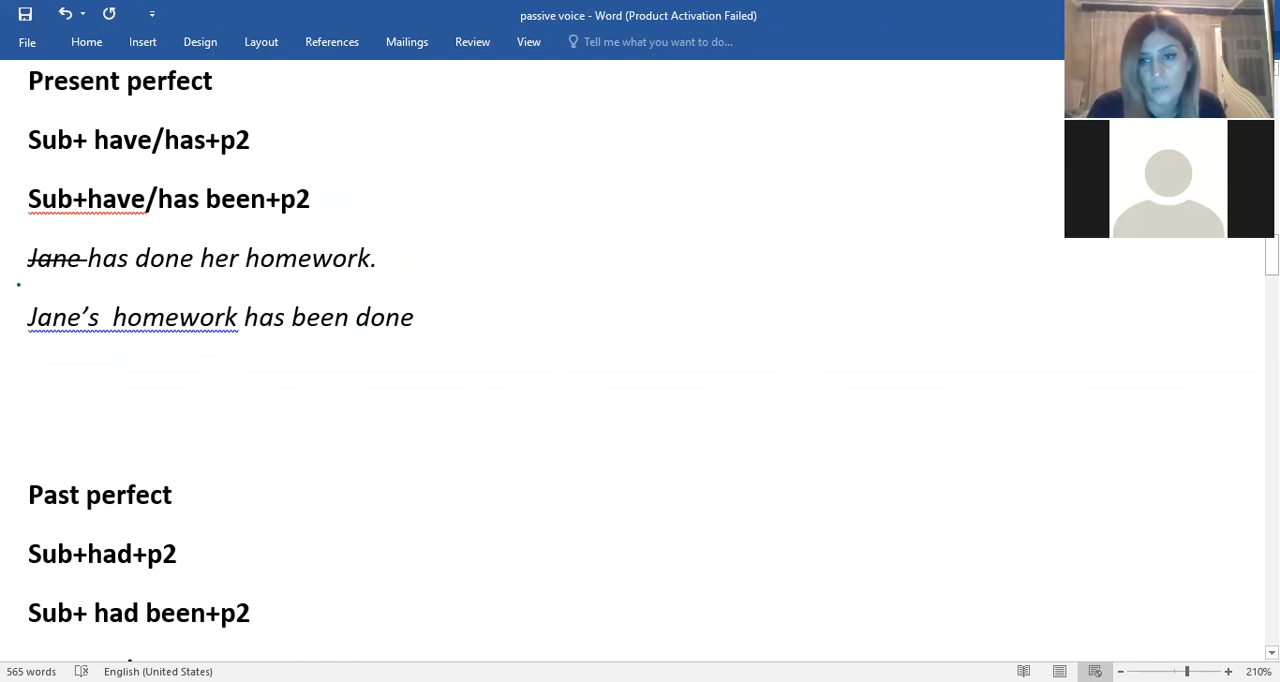 passive voice - Word (Product Activation Failed)
File Home Insert Design Layout References Mailings Review View Tell me what you want to do...
Present perfect
Sub+ have/has+p2
Sub+have/has been+p2
Jane has done her homework.
Jane’s  homework has been done
Past perfect
Sub+had+p2
Sub+ had been+p2
565 words English (United States) 210%